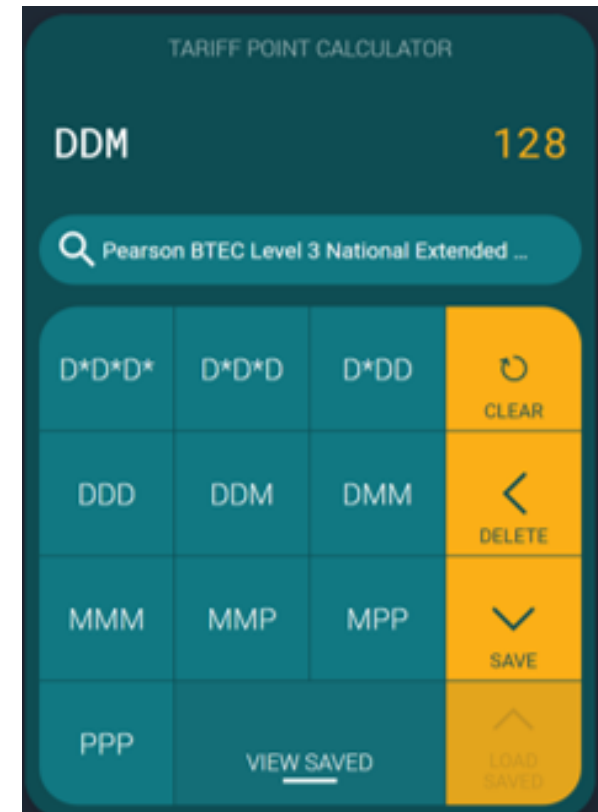 TARIFF POINT CALCULATOR
DDM 128
Pearson BTEC Level 3 National Extended ...
D*D*D* D*D*D D*DD CLEAR
DDD DDM DMM DELETE
MMM MMP MPP SAVE
PPP VIEW SAVED LOAD SAVED